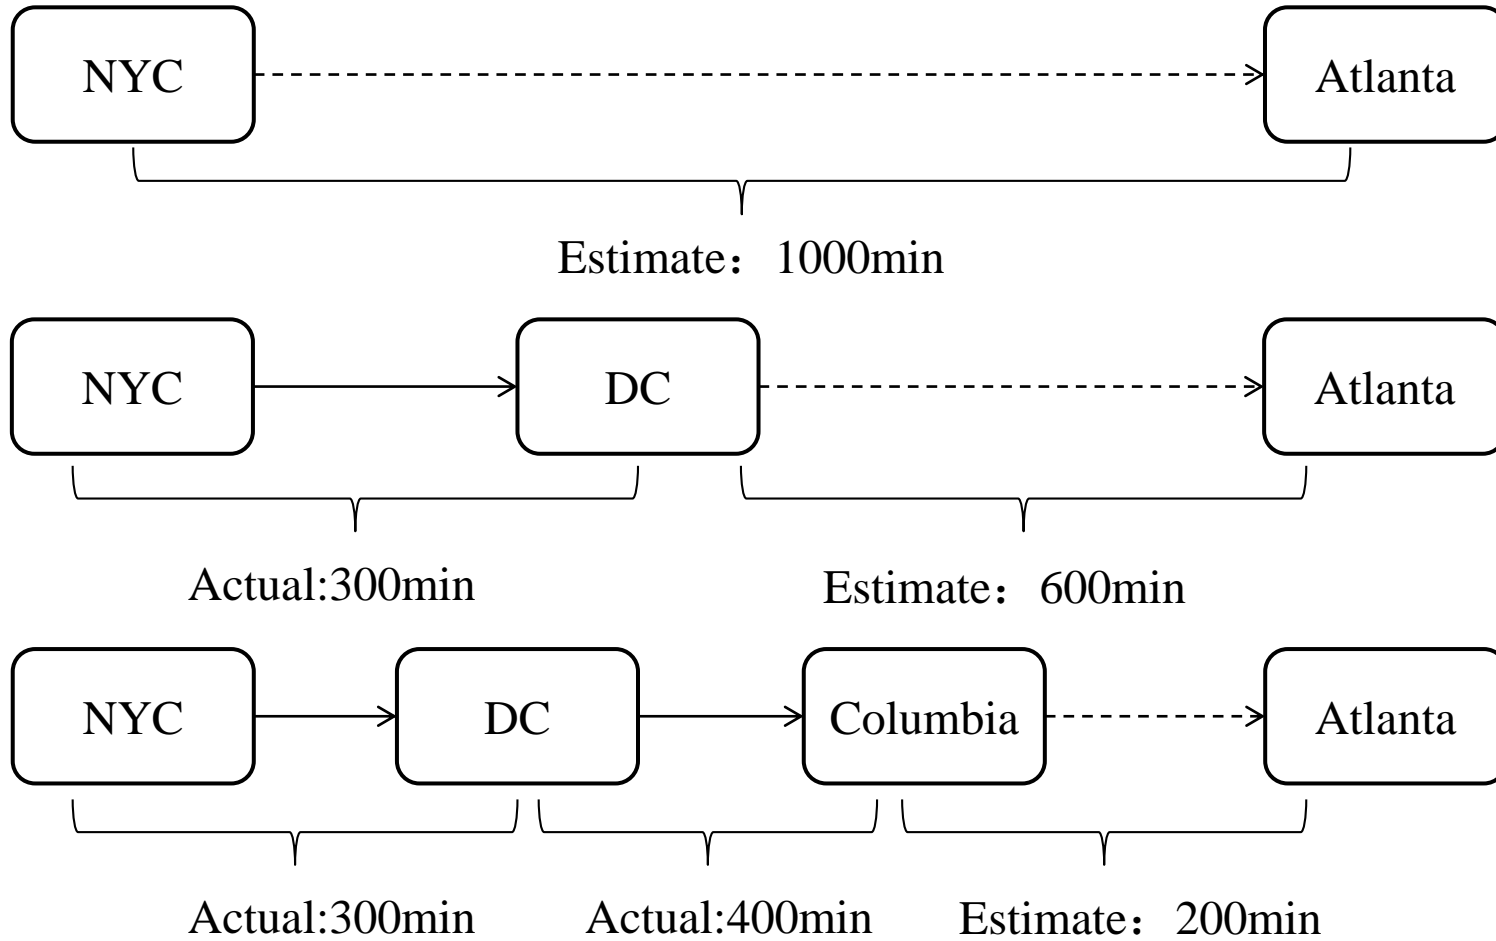 NYC
Atlanta
Estimate：1000min
NYC
DC
Atlanta
Actual:300min
Estimate：600min
NYC
DC
Columbia
Atlanta
Actual:300min
Actual:400min
Estimate：200min